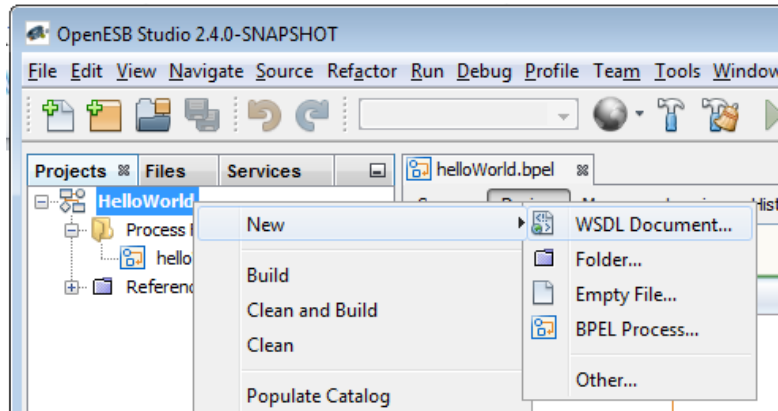 OpenESB Studio 2.4.0-SNAPSHOT
File Edit View Navigate Source Refactor Run Debug Profile Team Tools Window
Projects Files Services helloWorld.bpel
HelloWorld
New WSDL Document...
Process
hello Folder...
Build
Empty File...
Clean and Build
BPEL Process...
Clean
Other...
Populate Catalog